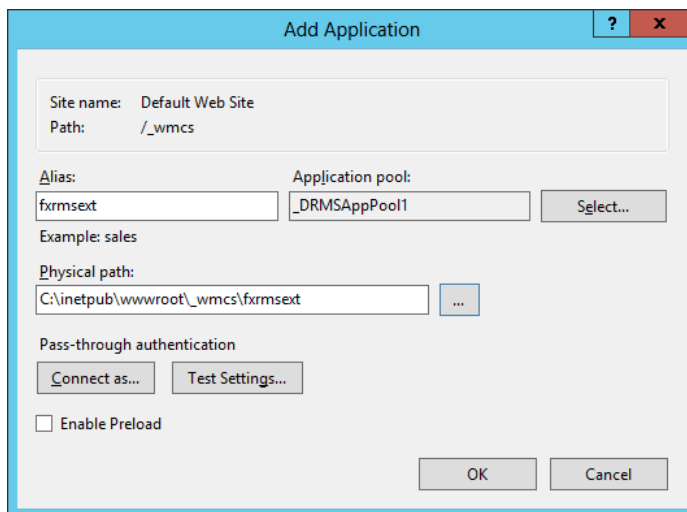 Add Application
?
x
Site name: Default Web Site
Path: /_wmcs
Alias: Application pool:
fxrmsext _DRMSAppPool1 Select...
Example: sales
Physical path:
C:\inetpub\wwwroot\_wmcs\fxrmsext ...
Pass-through authentication
Connect as... Test Settings...
Enable Preload
OK Cancel